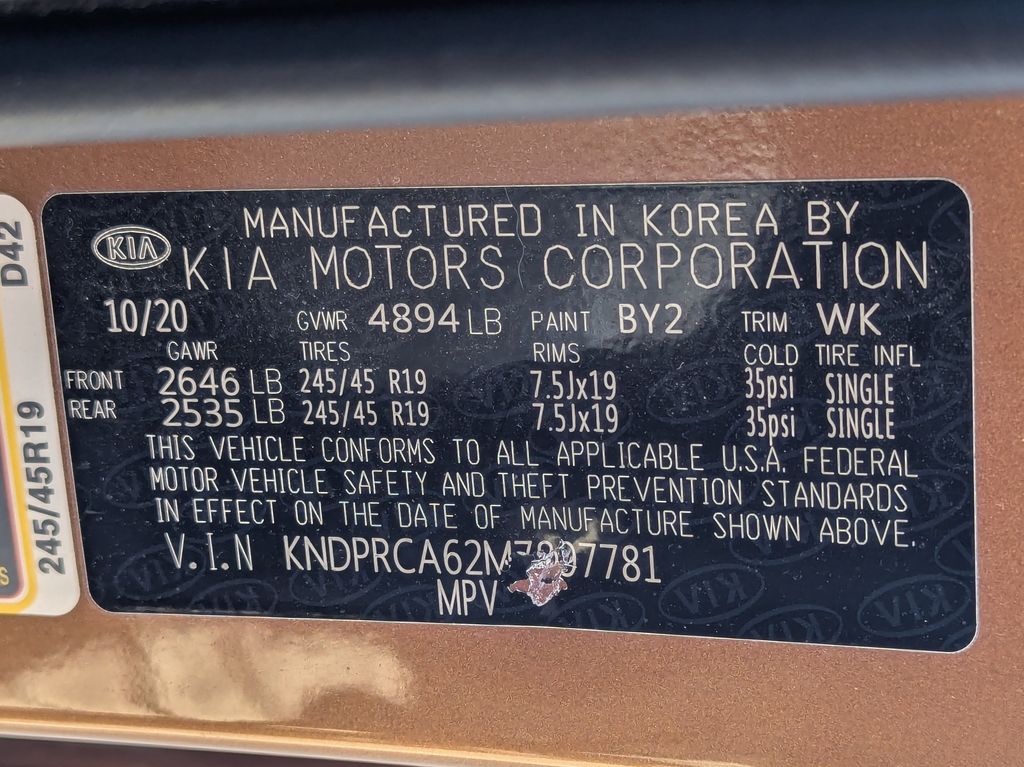 D42
245/45R19
KIA
MANUFACTURED IN KOREA BY
KIA MOTORS CORPORATION
10/20 GVWR 4894 LB PAINT BY2 TRIM WK
GAWR TIRES RIMS COLD TIRE INFL
FRONT 2646 LB 245/45 R19 7.5Jx19 35psi SINGLE
REAR 2535 LB 245/45 R19 7.5Jx19 35psi SINGLE
THIS VEHICLE CONFORMS TO ALL APPLICABLE U.S.A. FEDERAL
MOTOR VEHICLE SAFETY AND THEFT PREVENTION STANDARDS
IN EFFECT ON THE DATE OF MANUFACTURE SHOWN ABOVE.
V.I.N
MPV